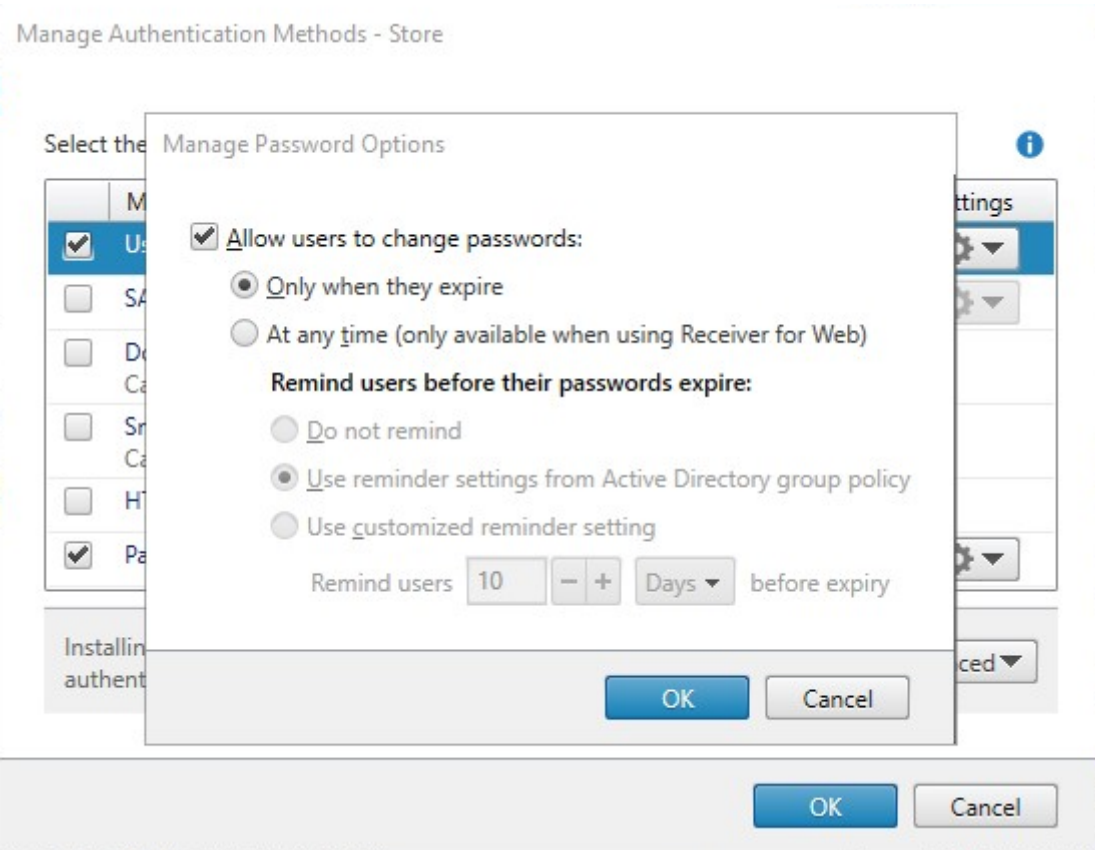 Manage Authentication Methods - Store
Select the
Manage Password Options
M
ttings
Allow users to change passwords:
Us
Only when they expire
SA
At any time (only available when using Receiver for Web)
Do
Ca
Remind users before their passwords expire:
Do not remind
Sr
Ca
Use reminder settings from Active Directory group policy
HT
Use customized reminder setting
Pa
Remind users 10 − + Days before expiry
Installin
authent
ced
OK Cancel
OK Cancel